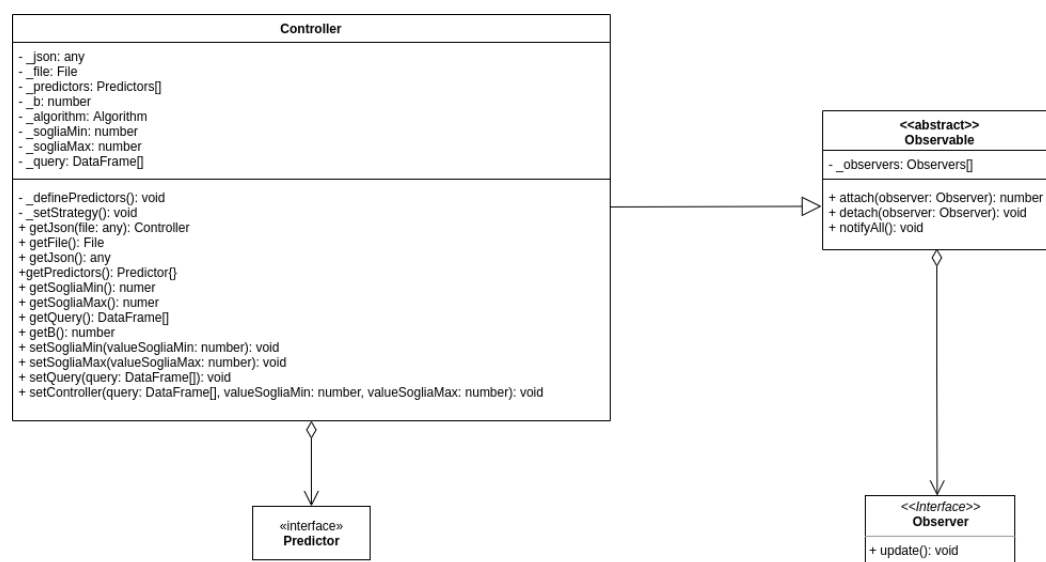 Controller
- _json: any
- _file: File
- _predictors: Predictors[]
- _b: number
- _algorithm: Algorithm
- _sogliaMin: number
- _sogliaMax: number
- _query: DataFrame[]
- _definePredictors(): void
- _setStrategy(): void
+ getJson(file: any): Controller
+ getFile(): File
+ getJson(): any
+getPredictors(): Predictor{}
+ getSogliaMin(): numer
+ getSogliaMax(): numer
+ getQuery(): DataFrame[]
+ getB(): number
+ setSogliaMin(valueSogliaMin: number): void
+ setSogliaMax(valueSogliaMax: number): void
+ setQuery(query: DataFrame[]): void
+ setController(query: DataFrame[], valueSogliaMin: number, valueSogliaMax: number): void
<<abstract>>
Observable
- _observers: Observers[]
+ attach(observer: Observer): number
+ detach(observer: Observer): void
+ notifyAll(): void
«interface»
Predictor
<<Interface>>
Observer
+ update(): void